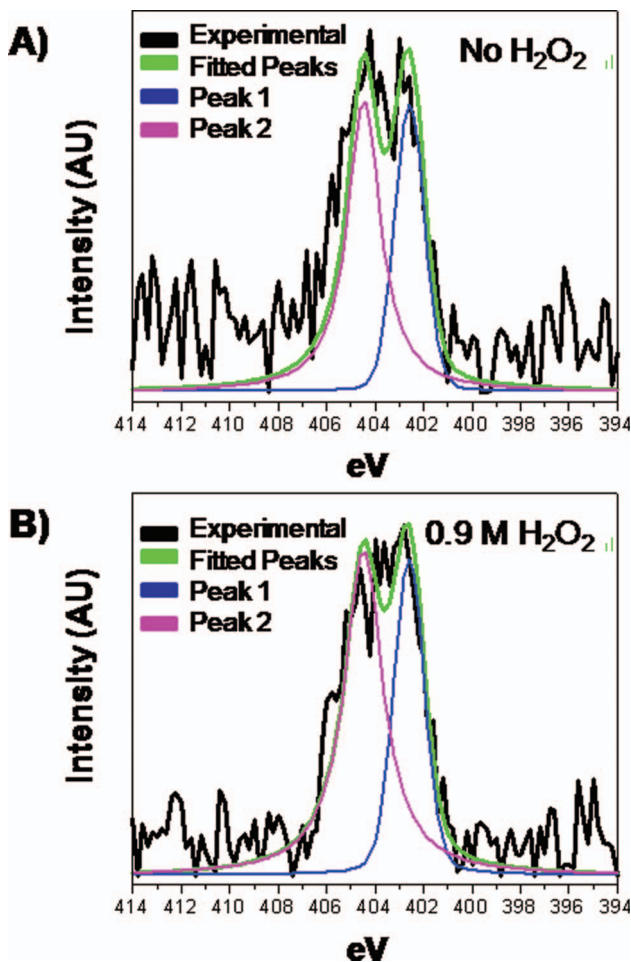 A)
Experimental
Fitted Peaks
Peak 1
Peak 2
No H₂O₂
Intensity (AU)
414 412 410 408 406 404 402 400 398 396 394
eV
B)
Experimental
Fitted Peaks
Peak 1
Peak 2
0.9 M H₂O₂
Intensity (AU)
414 412 410 408 406 404 402 400 398 396 394
eV